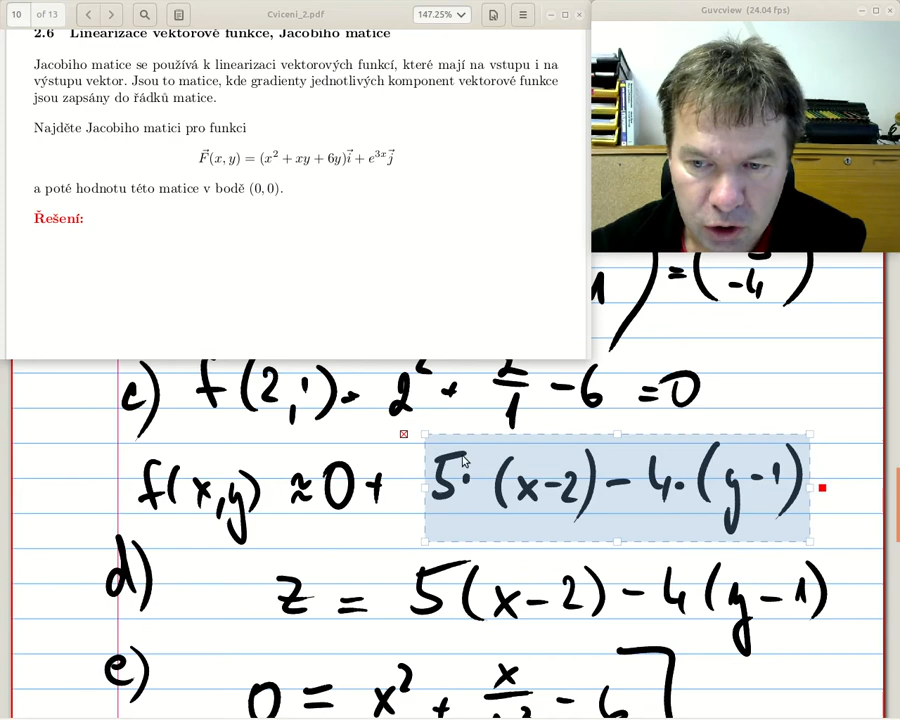 10 of 13
Cviceni_2.pdf
147.25%
Guvcview (24.04 fps)
2.6 Linearizace vektorové funkce, Jacobiho matice
Jacobiho matice se používá k linearizaci vektorových funkcí, které mají na vstupu i na
výstupu vektor. Jsou to matice, kde gradienty jednotlivých komponent vektorové funkce
jsou zapsány do řádků matice.
Najděte Jacobiho matici pro funkci
F⃗(x, y) = (x² + xy + 6y)i⃗ + e³ˣj⃗
a poté hodnotu této matice v bodě (0, 0).
Řešení:
) = ( -4 )
c) f(2,1) = 2² + 2/1 - 6 = 0
f(x,y) ≈ 0 + 5·(x-2) - 4·(y-1)
d) z = 5(x-2) - 4(y-1)
e) 0 = x² +